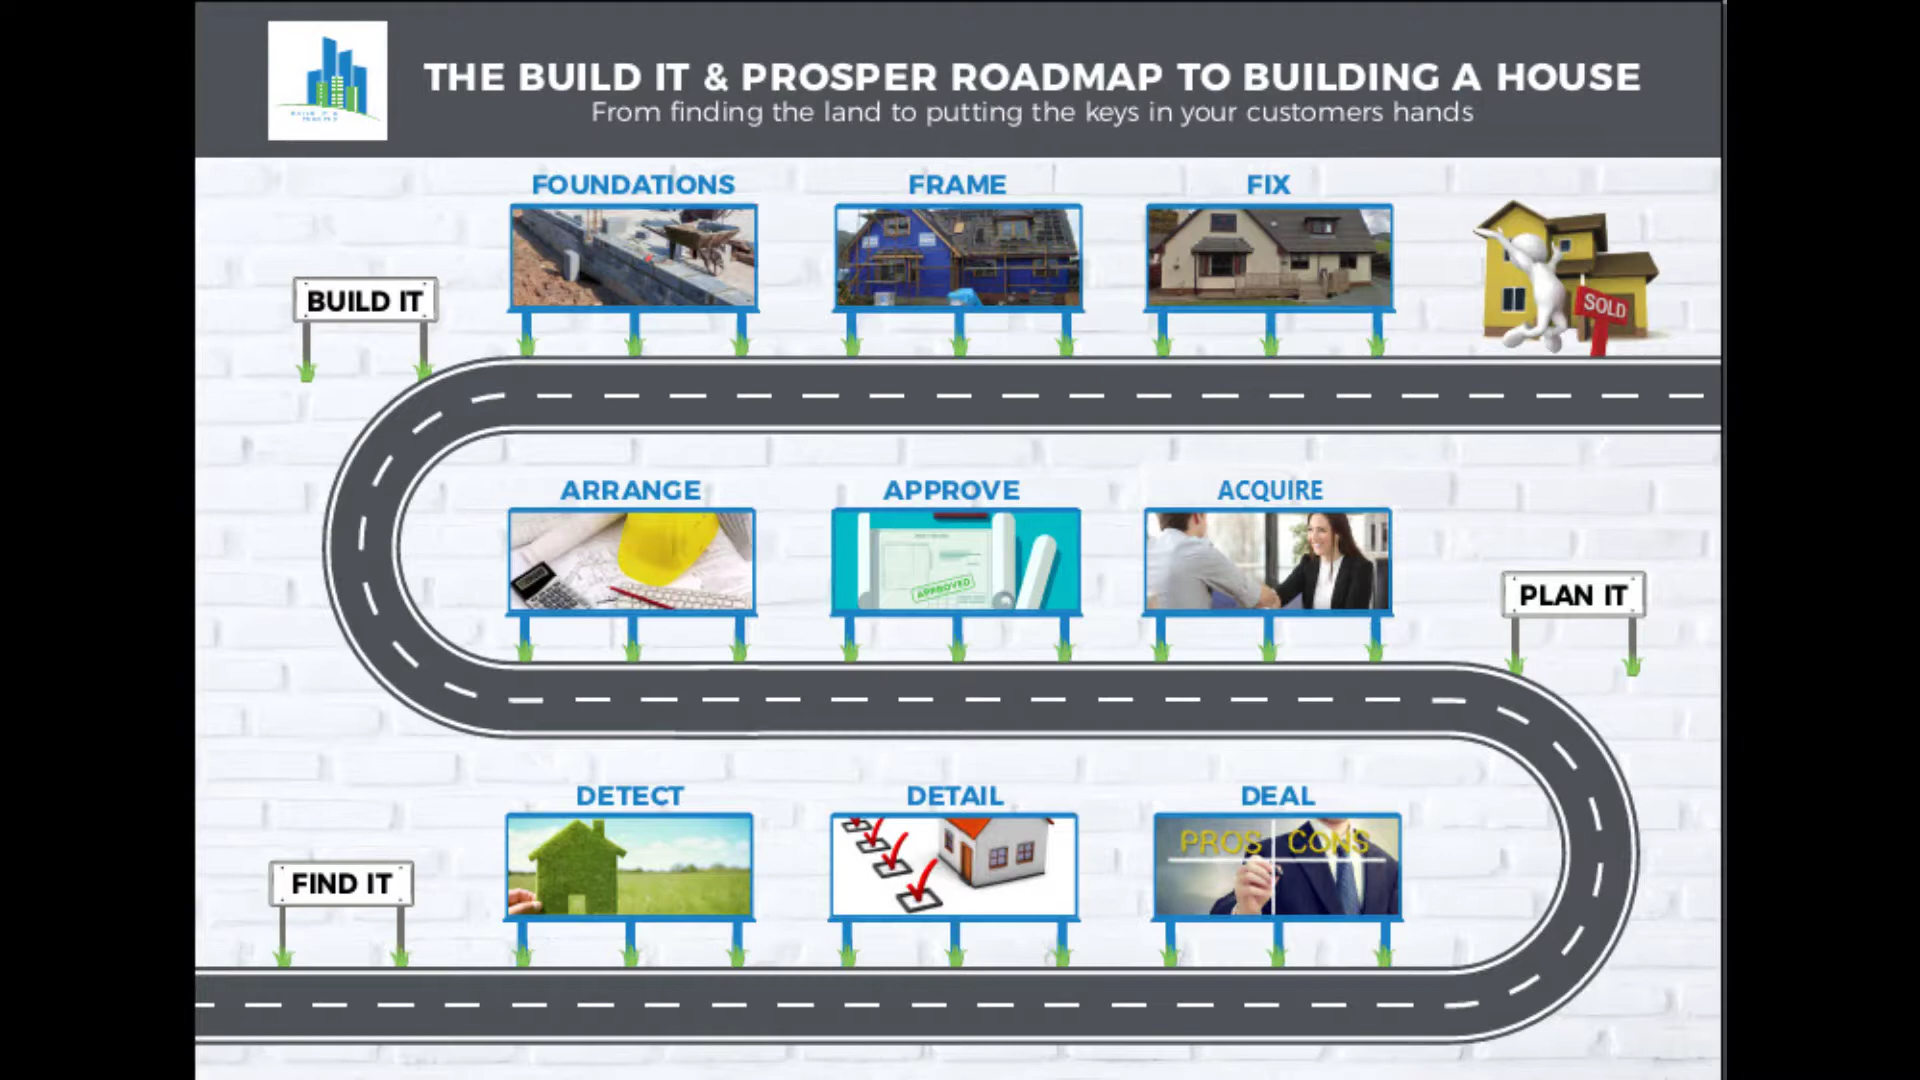 THE BUILD IT & PROSPER ROADMAP TO BUILDING A HOUSE
From finding the land to putting the keys in your customers hands
FOUNDATIONS
FRAME
FIX
BUILD IT
SOLD
ARRANGE
APPROVE
ACQUIRE
APPROVED
PLAN IT
DETECT
DETAIL
DEAL
PROS CONS
FIND IT